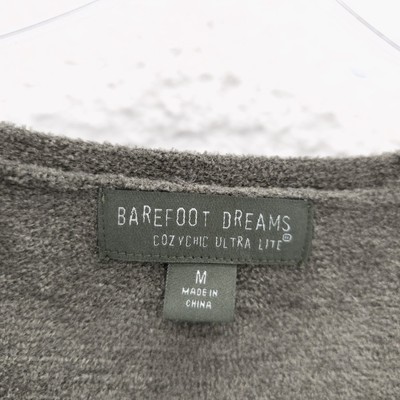 BAREFOOT DREAMS
COZYCHIC ULTRA LITE©
M
MADE IN
CHINA